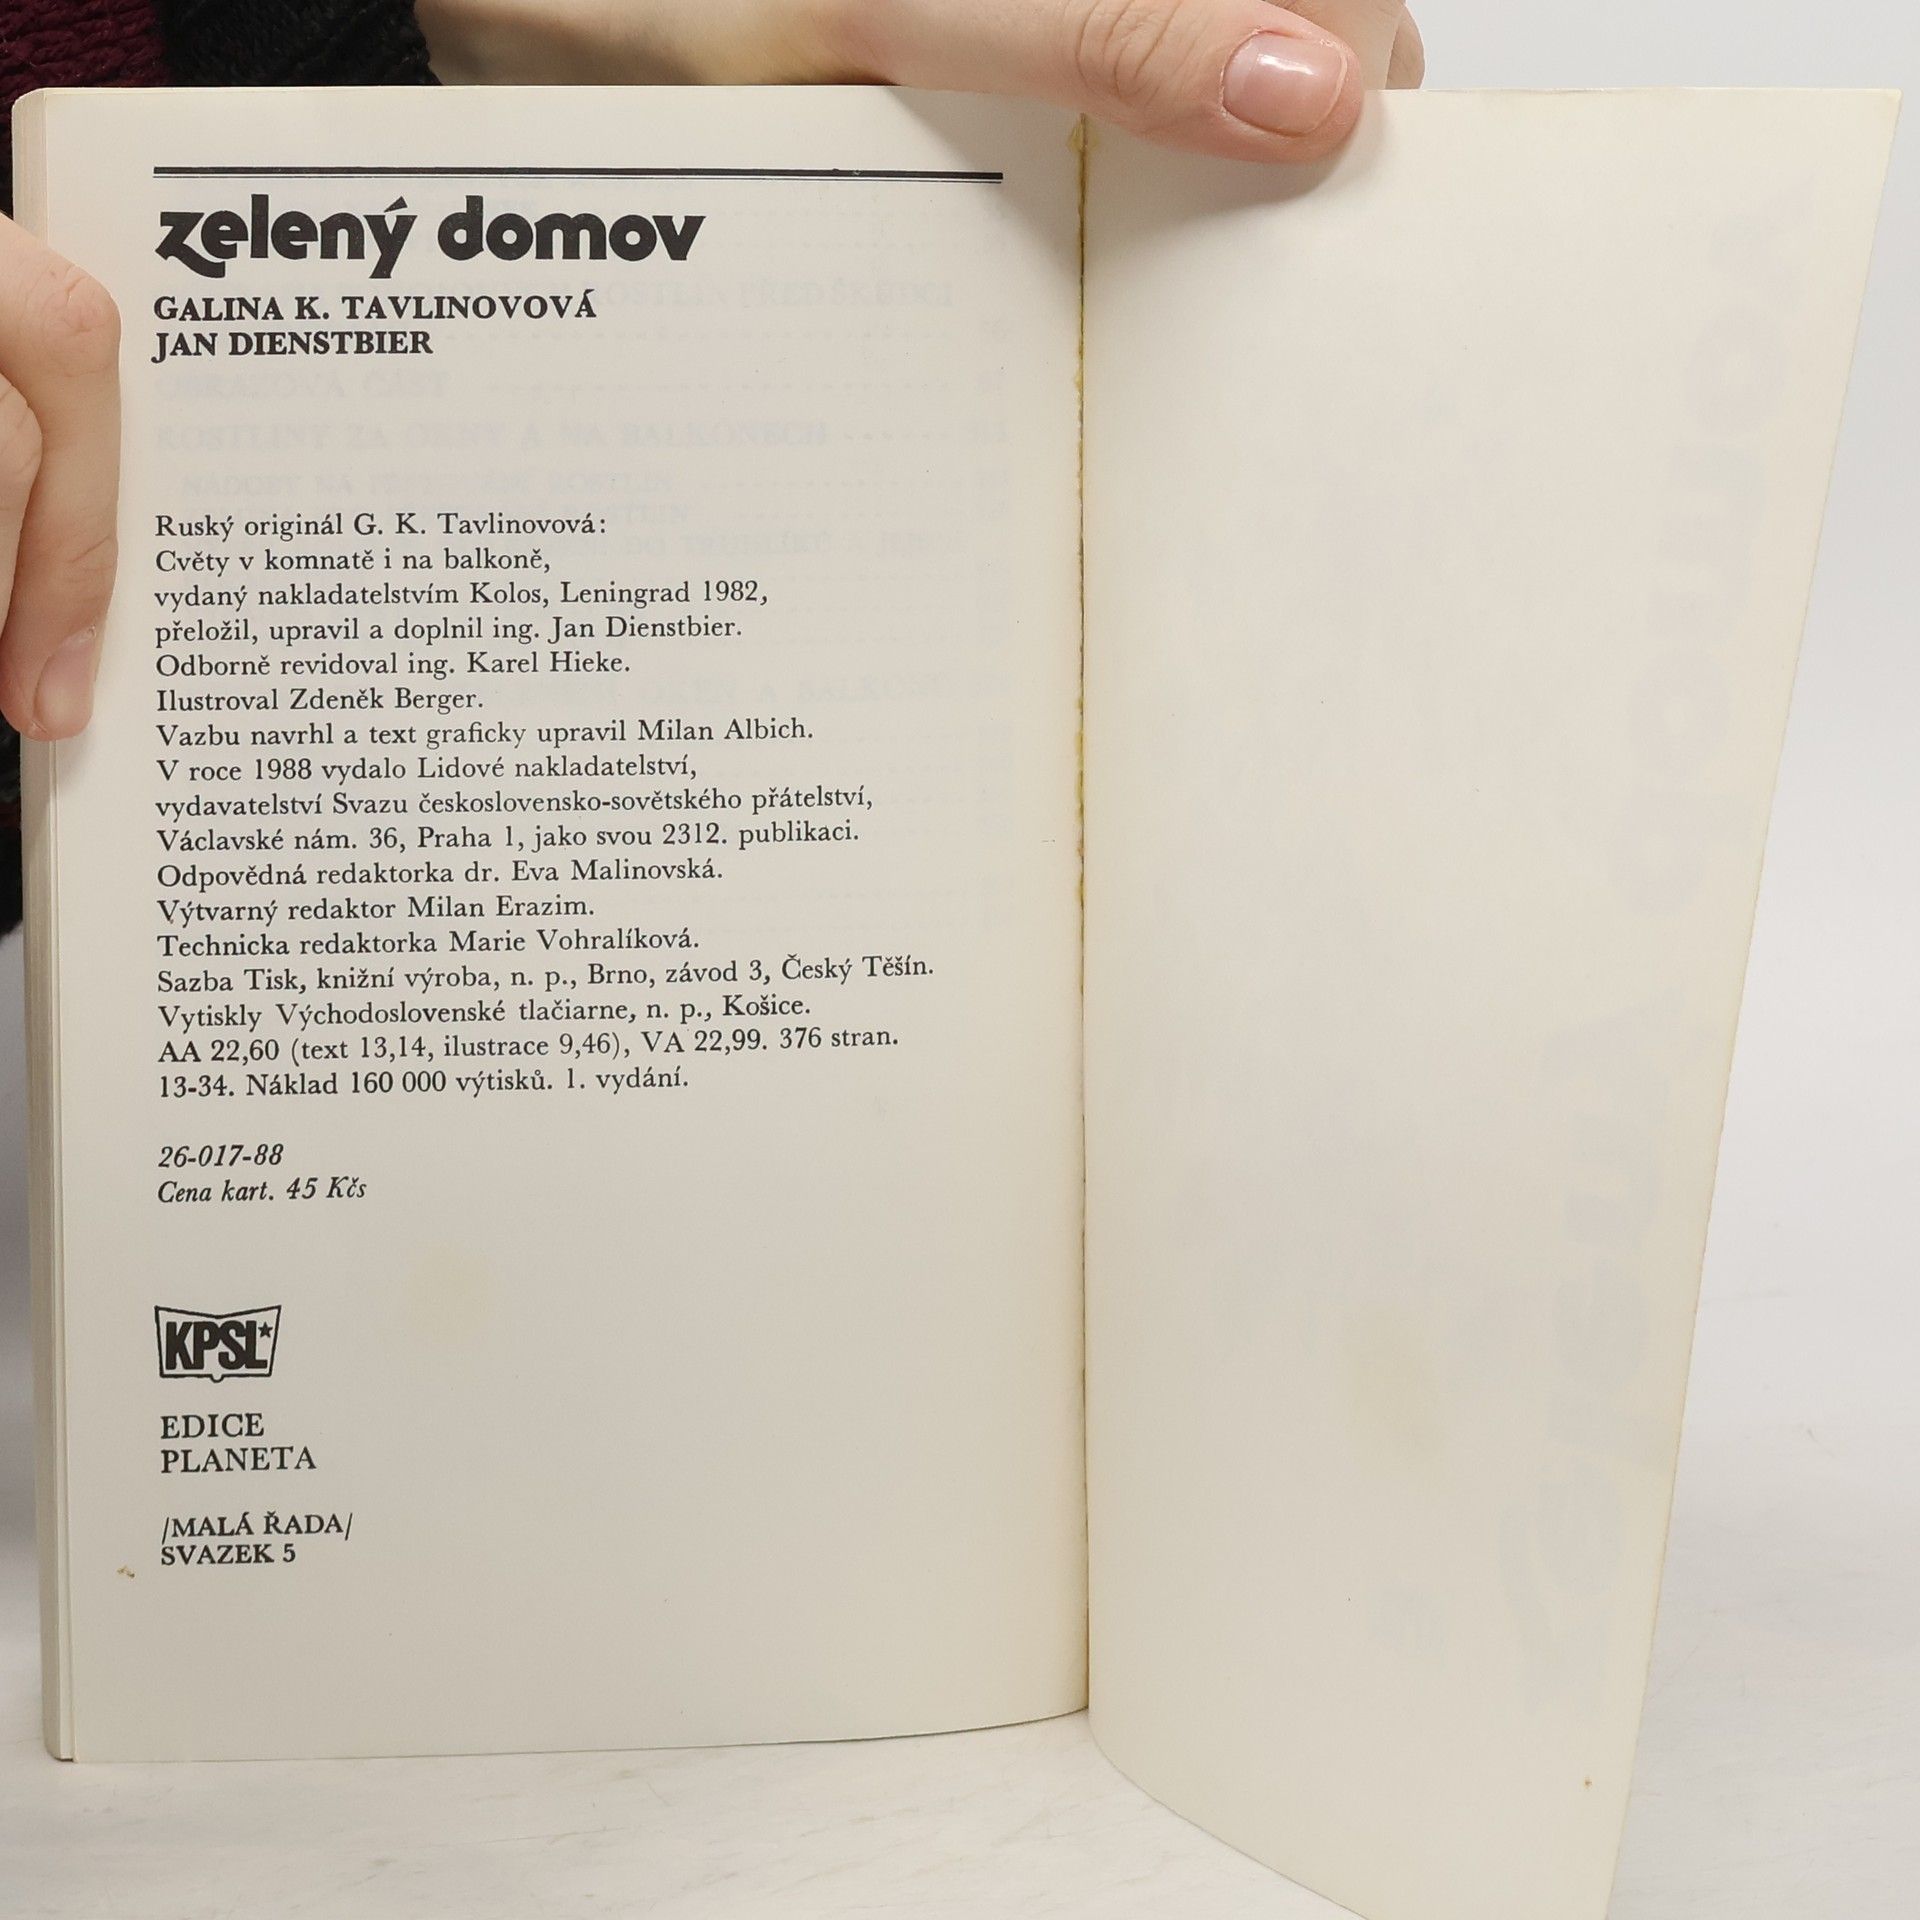 zelený domov
GALINA K. TAVLINOVOVÁ
JAN DIENSTBIER
Ruský originál G. K. Tavlinovová:
Cvěty v komnatě i na balkoně,
vydaný nakladatelstvím Kolos, Leningrad 1982,
přeložil, upravil a doplnil ing. Jan Dienstbier.
Odborně revidoval ing. Karel Hieke.
Ilustroval Zdeněk Berger.
Vazbu navrhl a text graficky upravil Milan Albich.
V roce 1988 vydalo Lidové nakladatelství,
vydavatelství Svazu československo-sovětského přátelství,
Václavské nám. 36, Praha 1, jako svou 2312. publikaci.
Odpovědná redaktorka dr. Eva Malinovská.
Výtvarný redaktor Milan Erazim.
Technicka redaktorka Marie Vohralíková.
Sazba Tisk, knižní výroba, n. p., Brno, závod 3, Český Těšín.
Vytiskly Východoslovenské tlačiarne, n. p., Košice.
AA 22,60 (text 13,14, ilustrace 9,46), VA 22,99. 376 stran.
13-34. Náklad 160 000 výtisků. 1. vydání.
26-017-88
Cena kart. 45 Kčs
KPSL
EDICE
PLANETA
/MALÁ ŘADA/
SVAZEK 5